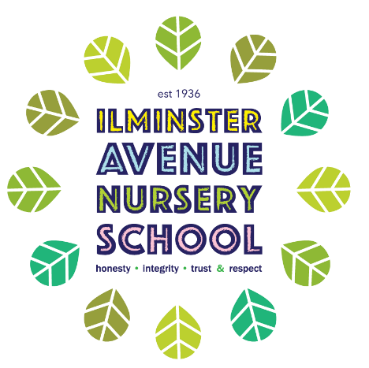 est 1936
ILMINSTER
AVENUE
NURSERY
SCHOOL
honesty • integrity • trust & respect